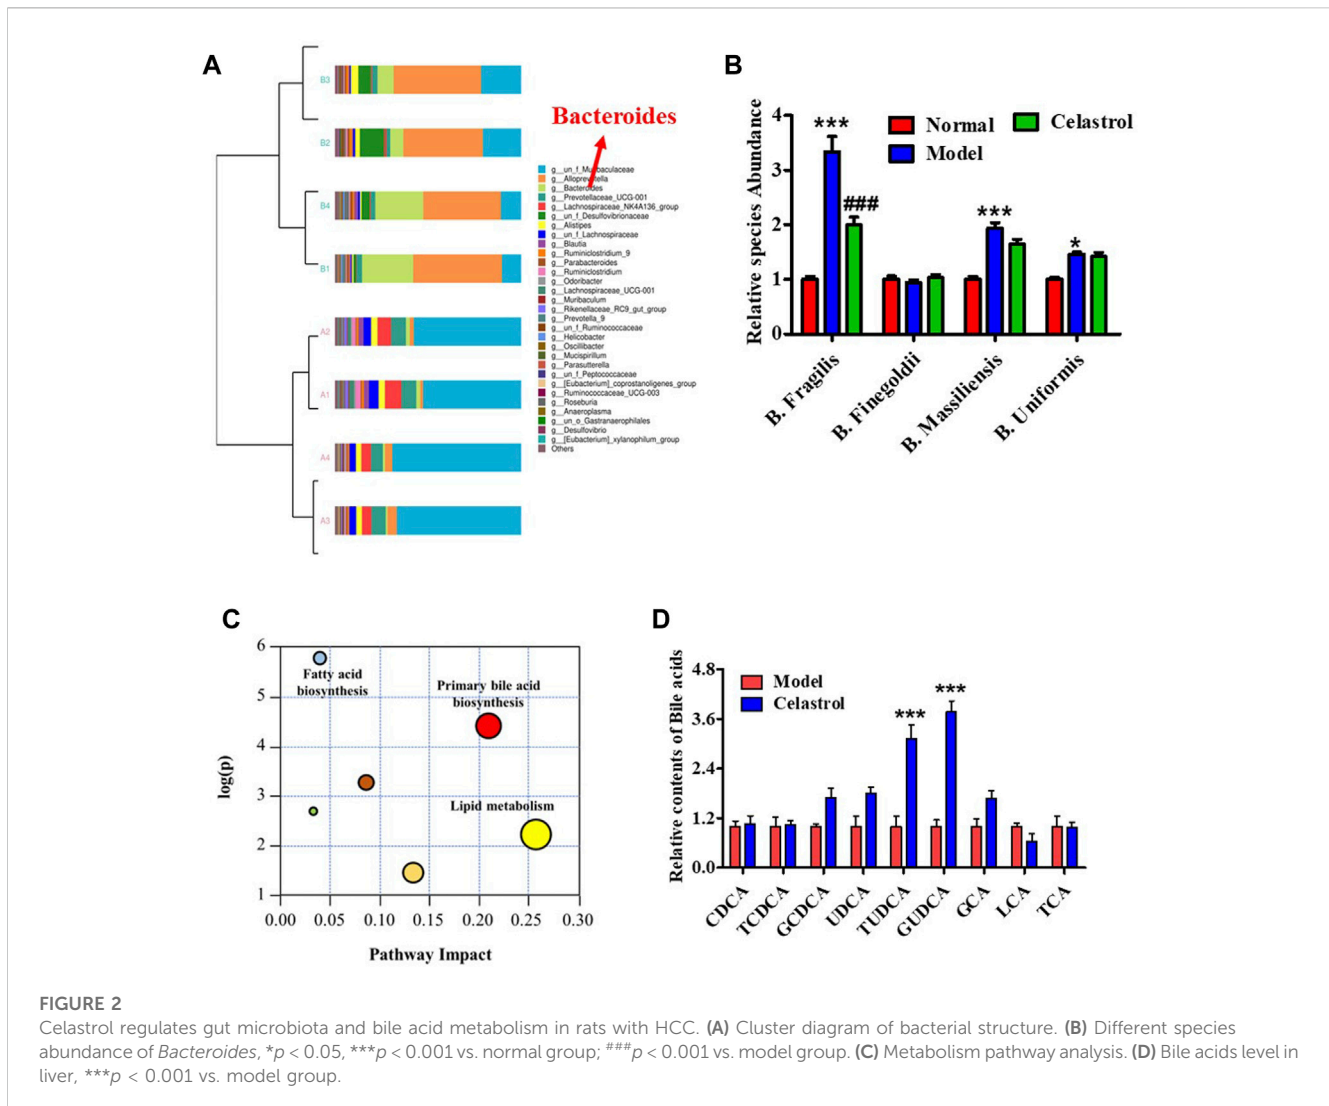 A
B3
B2
B4
B1
A2
A1
A4
A3
Bacteroides
g__un_f_Muribaculaceae
g__Alloprevotella
g__Bacteroides
g__Prevotellaceae_UCG-001
g__Lachnospiraceae_NK4A136_group
g__un_f_Desulfovibrionaceae
g__Alistipes
g__un_f_Lachnospiraceae
g__Blautia
g__Ruminiclostridium_9
g__Parabacteroides
g__Ruminiclostridium
g__Odoribacter
g__Lachnospiraceae_UCG-001
g__Muribaculum
g__Rikenellaceae_RC9_gut_group
g__Prevotella_9
g__un_f_Ruminococcaceae
g__Helicobacter
g__Oscillibacter
g__Mucispirillum
g__Parasutterella
g__un_f_Peptococcaceae
g__[Eubacterium]_coprostanoligenes_group
g__Ruminococcaceae_UCG-003
g__Roseburia
g__Anaeroplasma
g__un_o_Gastranaerophilales
g__Desulfovibrio
g__[Eubacterium]_xylanophilum_group
Others
B
Relative species Abundance
4
3
2
1
0
Normal
Model
Celastrol
***
###
***
*
B. Fragilis
B. Finegoldii
B. Massiliensis
B. Uniformis
C
log(p)
6
5
4
3
2
1
Fatty acid
biosynthesis
Primary bile acid
biosynthesis
Lipid metabolism
0.00 0.05 0.10 0.15 0.20 0.25 0.30
Pathway Impact
D
Relative contents of Bile acids
4.8
3.6
2.4
1.2
0.0
Model
Celastrol
***
***
CDCA
TCDCA
GCDCA
UDCA
TUDCA
GUDCA
GCA
LCA
TCA
FIGURE 2
Celastrol regulates gut microbiota and bile acid metabolism in rats with HCC. (A) Cluster diagram of bacterial structure. (B) Different species
abundance of Bacteroides, *p < 0.05, ***p < 0.001 vs. normal group; ###p < 0.001 vs. model group. (C) Metabolism pathway analysis. (D) Bile acids level in
liver, ***p < 0.001 vs. model group.